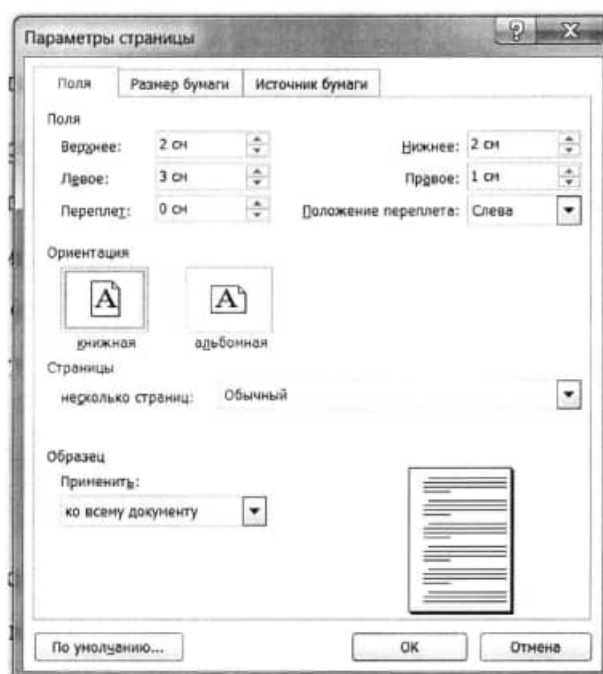 Параметры страницы
Поля Размер бумаги Источник бумаги
Поля
Верхнее: 2 см Нижнее: 2 см
Левое: 3 см Правое: 1 см
Переплет: 0 см Положение переплета: Слева
Ориентация
A A
книжная альбомная
Страницы
несколько страниц: Обычный
Образец
Применить:
ко всему документу
По умолчанию... ОК Отмена